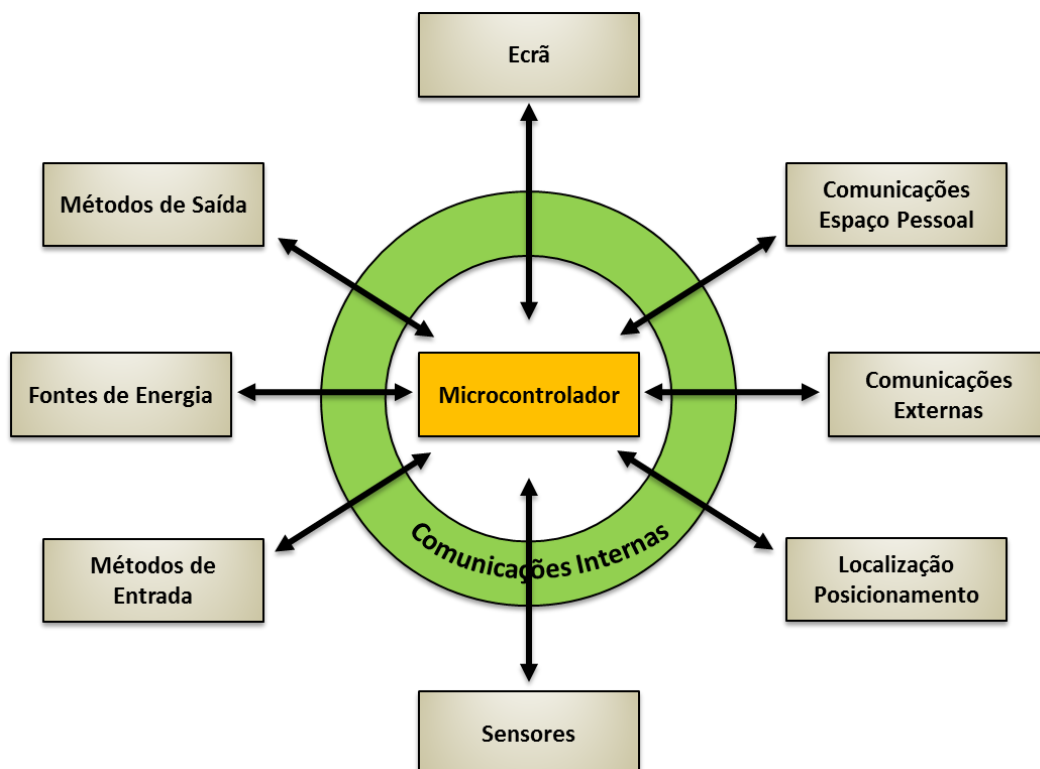 Ecrã
Métodos de Saída
Comunicações
Espaço Pessoal
Fontes de Energia
Microcontrolador
Comunicações
Externas
Métodos de
Entrada
Comunicações Internas
Localização
Posicionamento
Sensores